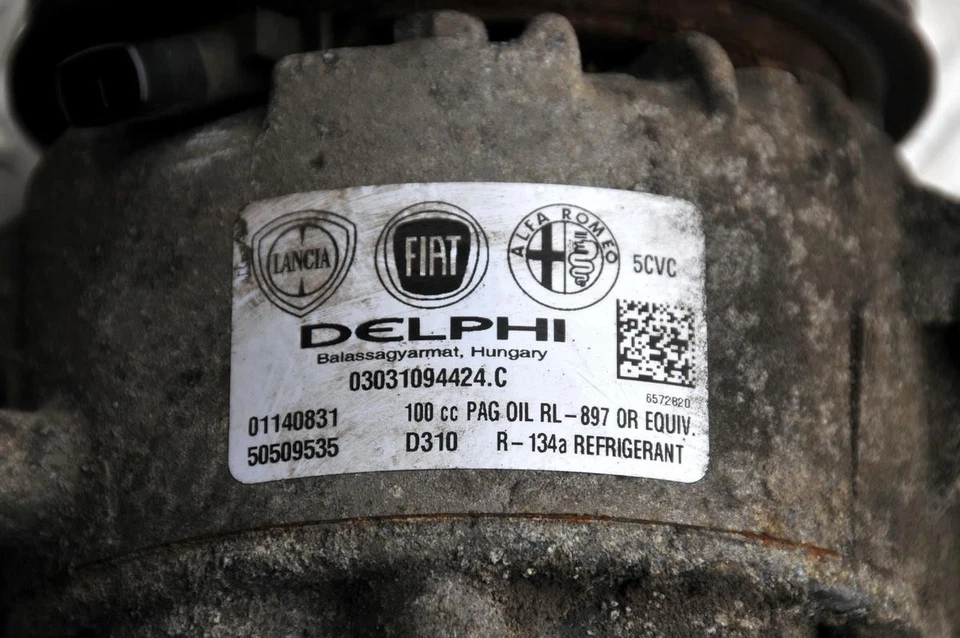 LANCIA
FIAT
ALFA ROMEO
5CVC
DELPHI
Balassagyarmat, Hungary
03031094424.C
6572820
01140831 100 cc PAG OIL RL-897 OR EQUIV.
50509535 D310 R-134a REFRIGERANT